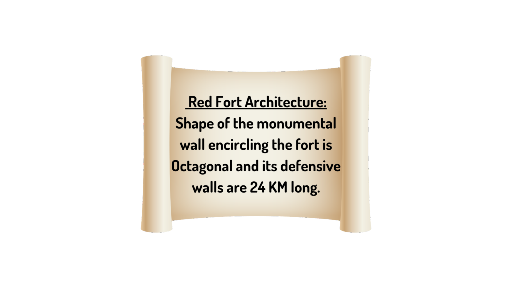 Red Fort Architecture:
Shape of the monumental
wall encircling the fort is
Octagonal and its defensive
walls are 24 KM long.